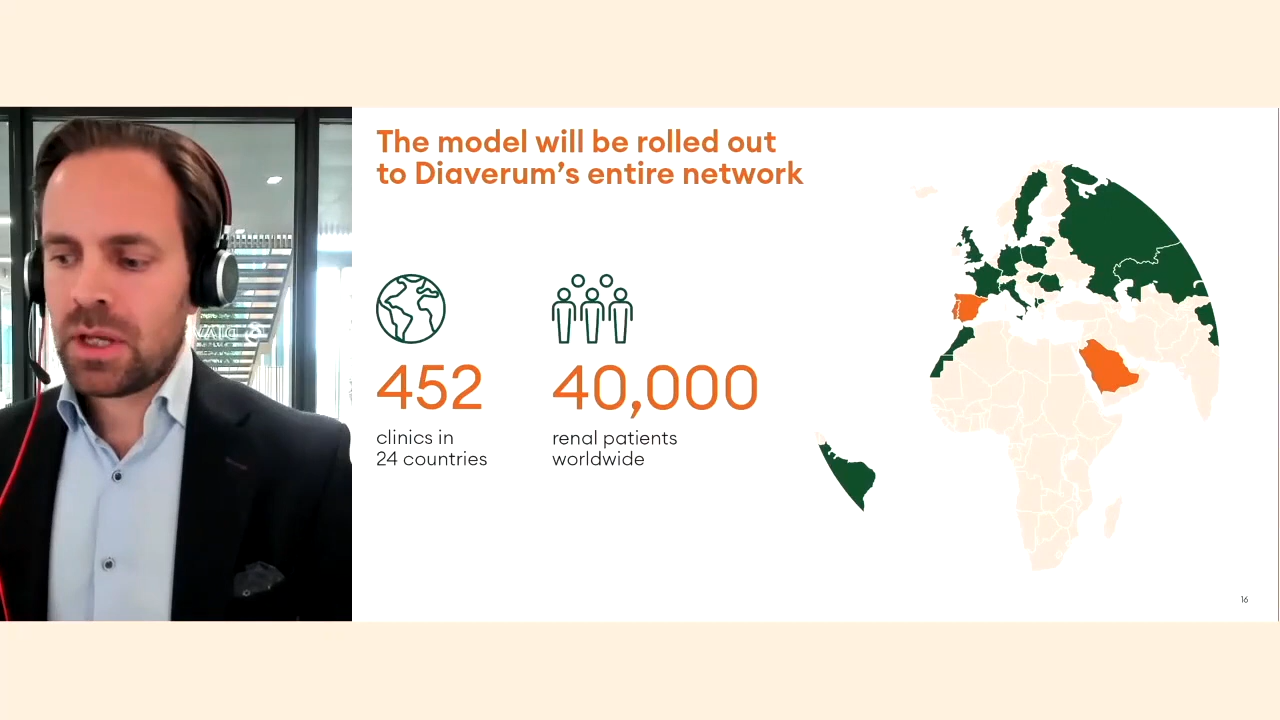 The model will be rolled out
to Diaverum’s entire network
452
clinics in
24 countries
40,000
renal patients
worldwide
16